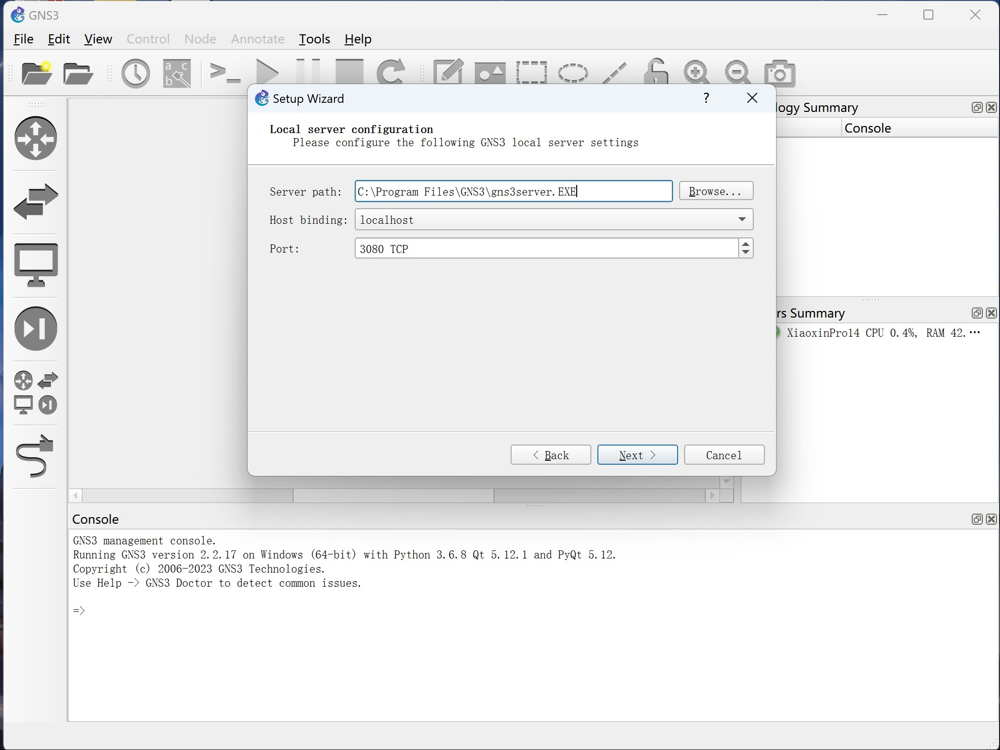 GNS3
File Edit View Control Node Annotate Tools Help
a c
b
Setup Wizard
?
Local server configuration
Please configure the following GNS3 local server settings
Server path: C:\Program Files\GNS3\gns3server.EXE Browse...
Host binding: localhost
Port: 3080 TCP
< Back Next > Cancel
logy Summary
Console
rs Summary
XiaoxinPro14 CPU 0.4%, RAM 42.…
Console
GNS3 management console.
Running GNS3 version 2.2.17 on Windows (64-bit) with Python 3.6.8 Qt 5.12.1 and PyQt 5.12.
Copyright (c) 2006-2023 GNS3 Technologies.
Use Help -> GNS3 Doctor to detect common issues.
=>